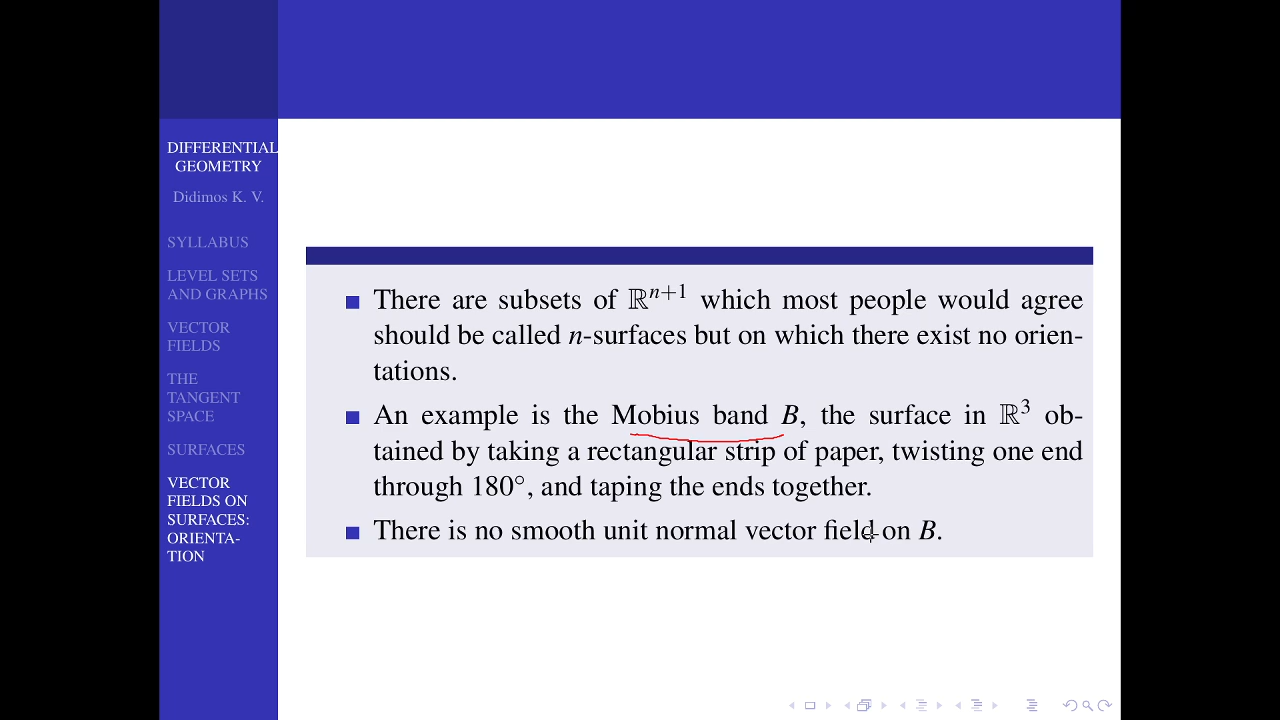 DIFFERENTIAL
GEOMETRY
Didimos K. V.
SYLLABUS
LEVEL SETS
AND GRAPHS
VECTOR
FIELDS
THE
TANGENT
SPACE
SURFACES
VECTOR
FIELDS ON
SURFACES:
ORIENTA-
TION
There are subsets of ℝⁿ⁺¹ which most people would agree
should be called n-surfaces but on which there exist no orien-
tations.
An example is the Mobius band B, the surface in ℝ³ ob-
tained by taking a rectangular strip of paper, twisting one end
through 180°, and taping the ends together.
There is no smooth unit normal vector field on B.